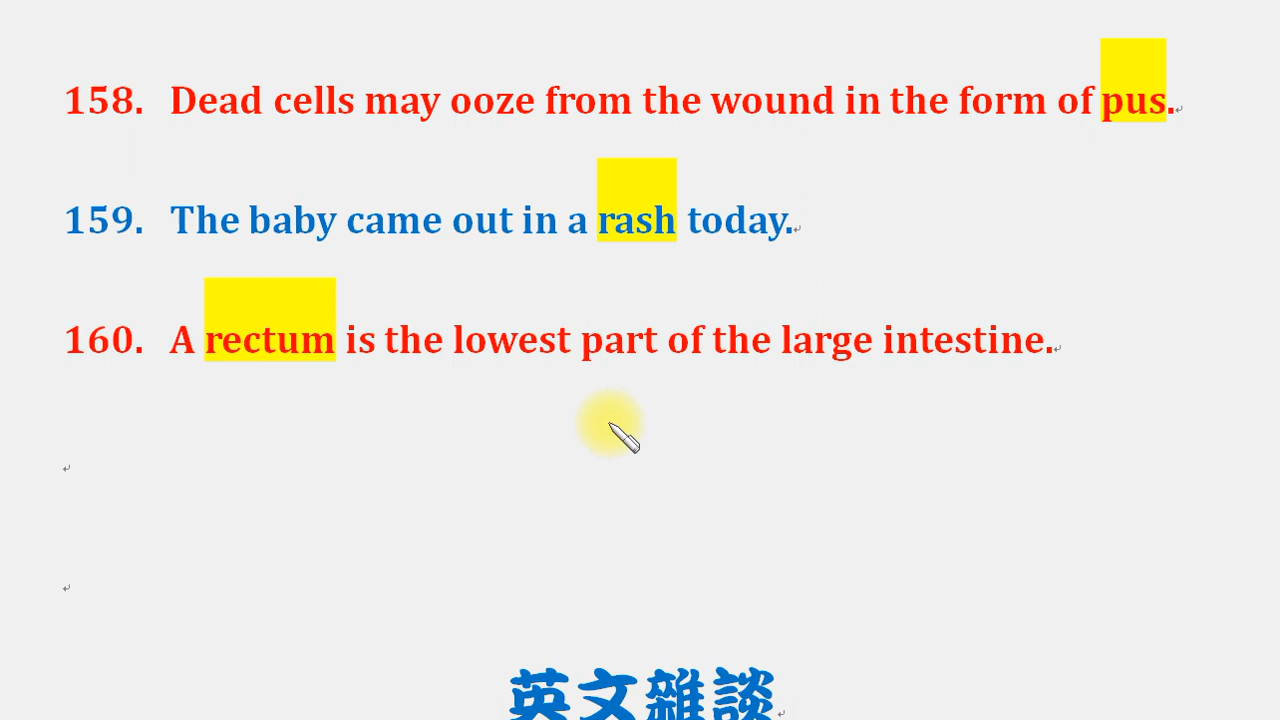 158. Dead cells may ooze from the wound in the form of pus.
159. The baby came out in a rash today.
160. A rectum is the lowest part of the large intestine.
英文雜談